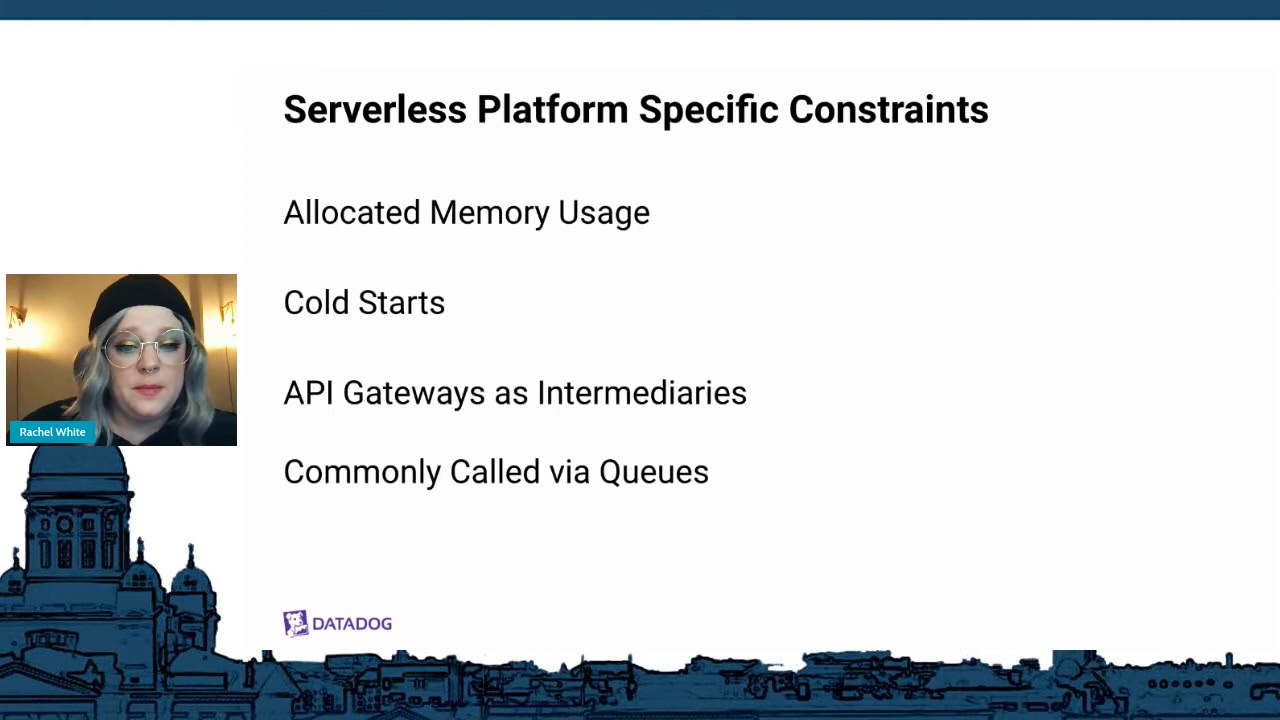 Serverless Platform Specific Constraints
Allocated Memory Usage
Cold Starts
API Gateways as Intermediaries
Commonly Called via Queues
Rachel White
DATADOG